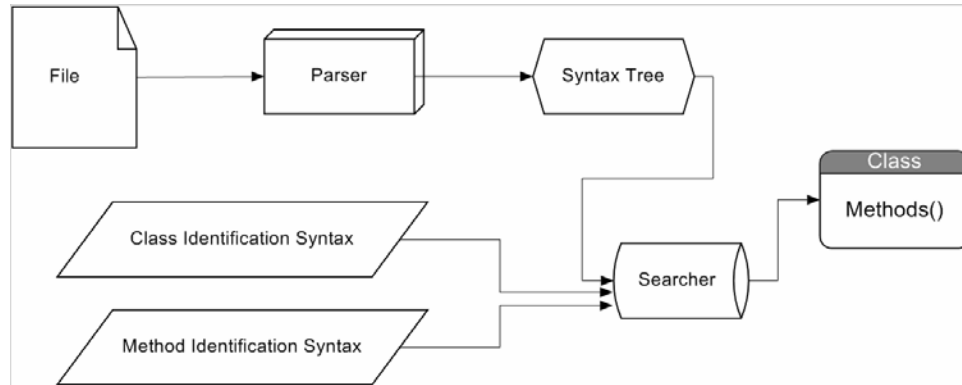 File
Parser
Syntax Tree
Class
Methods()
Class Identification Syntax
Searcher
Method Identification Syntax